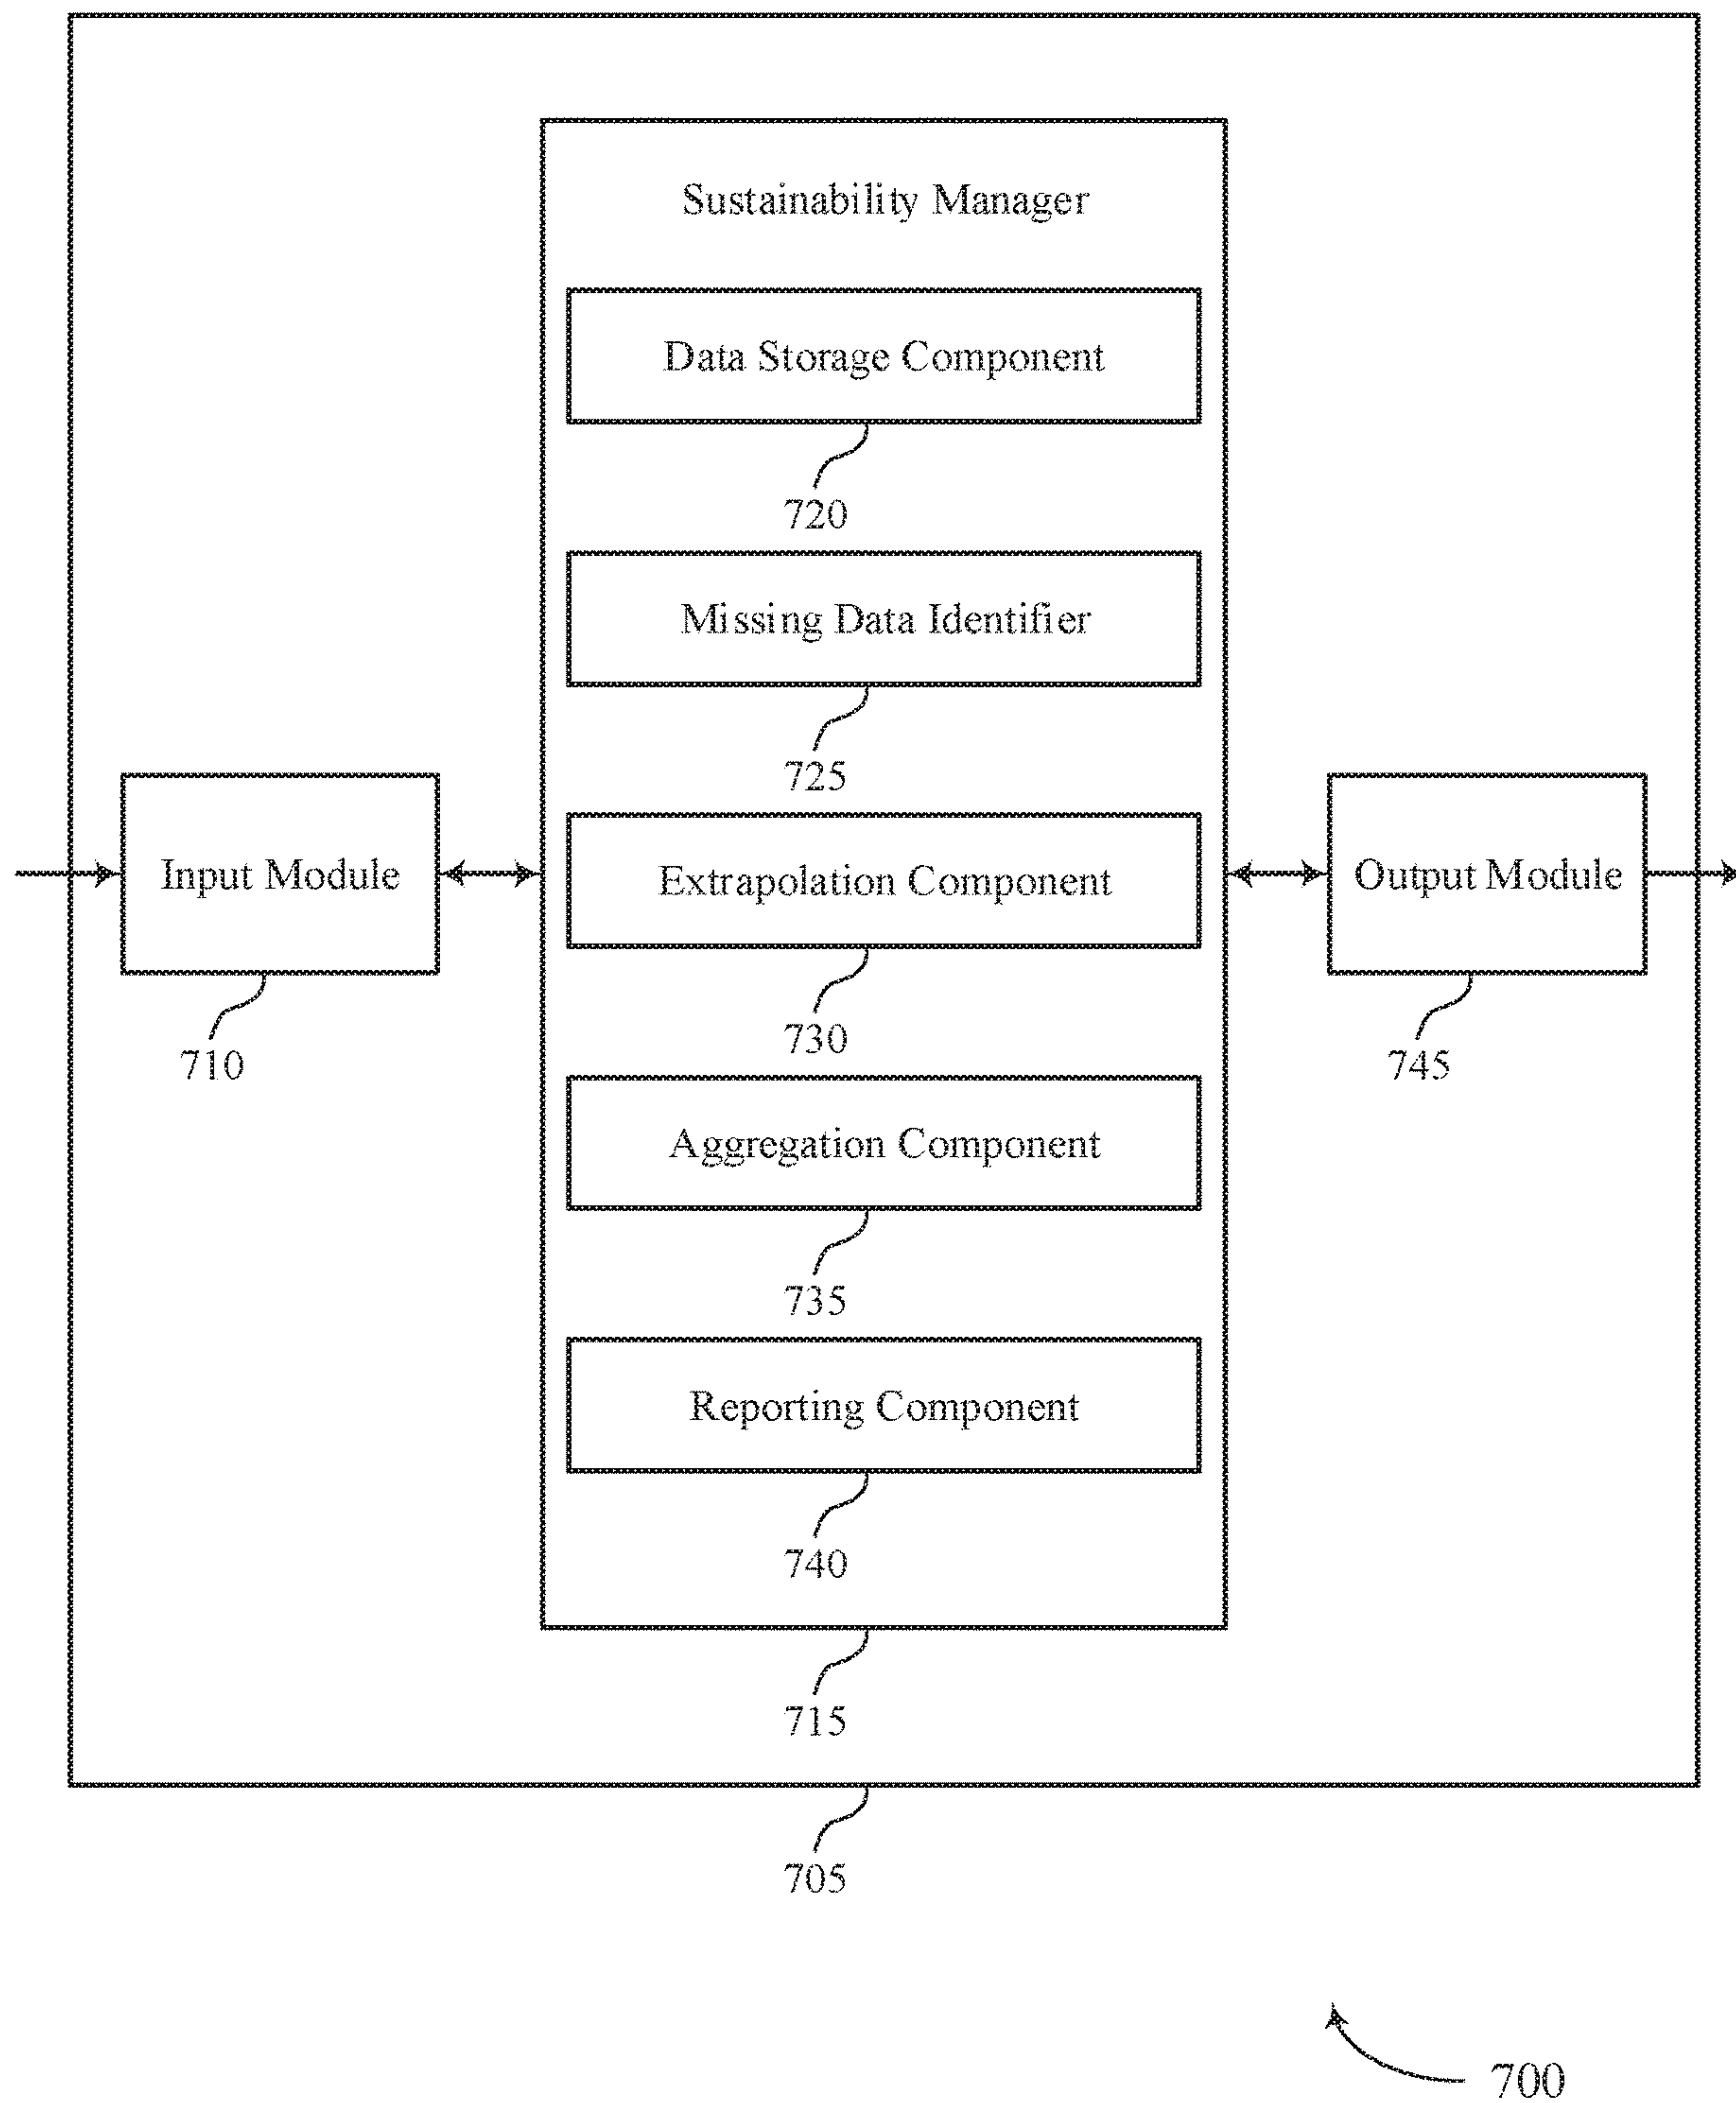 Sustainability Manager
Data Storage Component
720
Missing Data Identifier
725
Input Module
710
Extrapolation Component
730
Output Module
745
Aggregation Component
735
Reporting Component
740
715
705
700